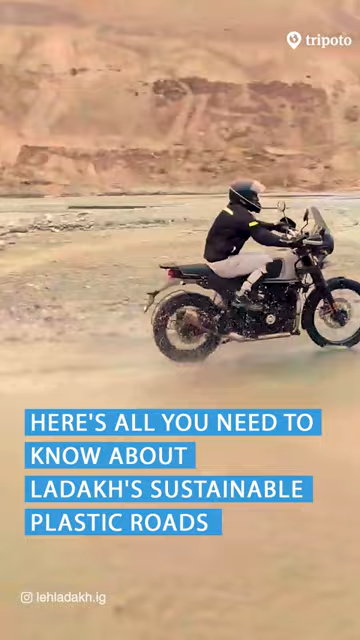 tripoto
HERE'S ALL YOU NEED TO
KNOW ABOUT
LADAKH'S SUSTAINABLE
PLASTIC ROADS
lehladakh.ig